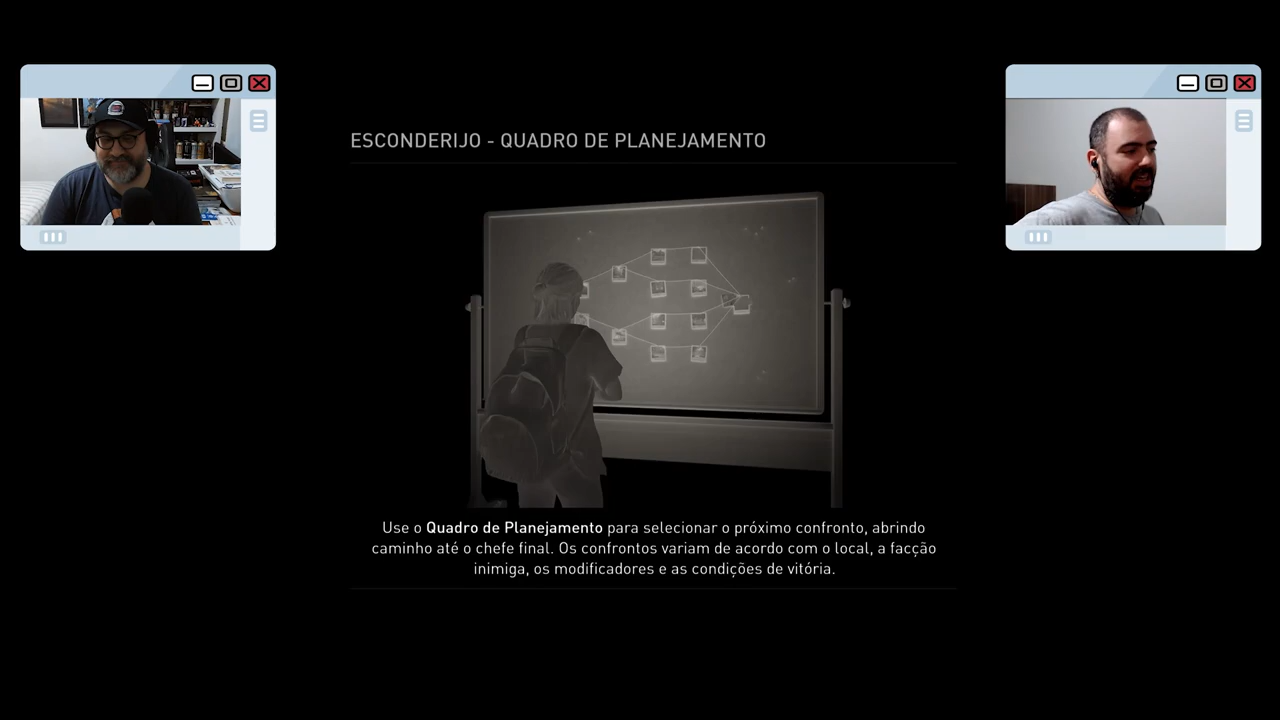 ESCONDERIJO - QUADRO DE PLANEJAMENTO
Use o Quadro de Planejamento para selecionar o próximo confronto, abrindo
caminho até o chefe final. Os confrontos variam de acordo com o local, a facção
inimiga, os modificadores e as condições de vitória.